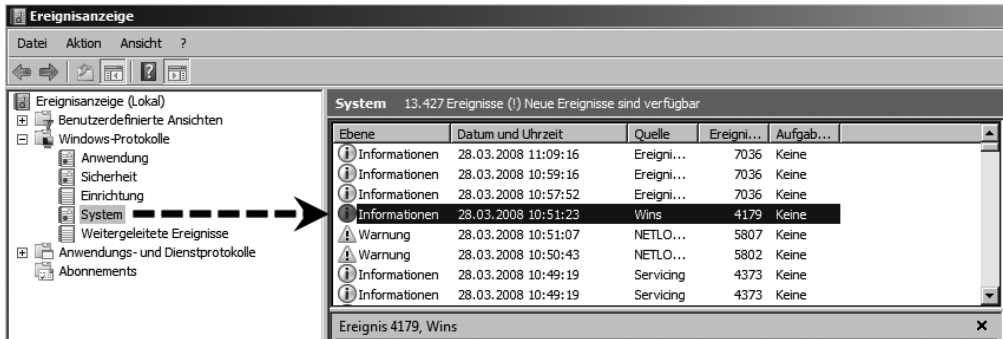 Ereignisanzeige
Datei Aktion Ansicht ?
Ereignisanzeige (Lokal)
Benutzerdefinierte Ansichten
Windows-Protokolle
Anwendung
Sicherheit
Einrichtung
System
Weitergeleitete Ereignisse
Anwendungs- und Dienstprotokolle
Abonnements
System 13.427 Ereignisse (!) Neue Ereignisse sind verfügbar
Ebene Datum und Uhrzeit Quelle Ereigni... Aufgab...
Informationen 28.03.2008 11:09:16 Ereigni... 7036 Keine
Informationen 28.03.2008 10:59:16 Ereigni... 7036 Keine
Informationen 28.03.2008 10:57:52 Ereigni... 7036 Keine
Informationen 28.03.2008 10:51:23 Wins 4179 Keine
Warnung 28.03.2008 10:51:07 NETLO... 5807 Keine
Warnung 28.03.2008 10:50:43 NETLO... 5802 Keine
Informationen 28.03.2008 10:49:19 Servicing 4373 Keine
Informationen 28.03.2008 10:49:19 Servicing 4373 Keine
Ereignis 4179, Wins